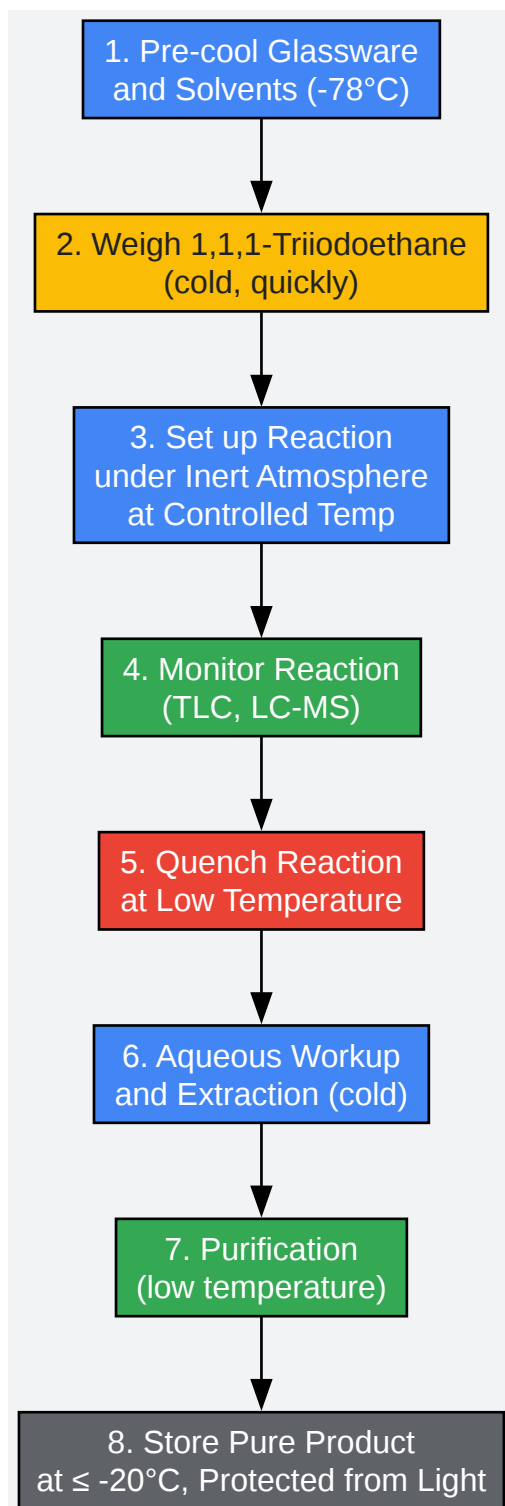 1. Pre-cool Glassware
and Solvents (-78°C)
2. Weigh 1,1,1-Triiodoethane
(cold, quickly)
3. Set up Reaction
under Inert Atmosphere
at Controlled Temp
4. Monitor Reaction
(TLC, LC-MS)
5. Quench Reaction
at Low Temperature
6. Aqueous Workup
and Extraction (cold)
7. Purification
(low temperature)
8. Store Pure Product
at ≤ -20°C, Protected from Light